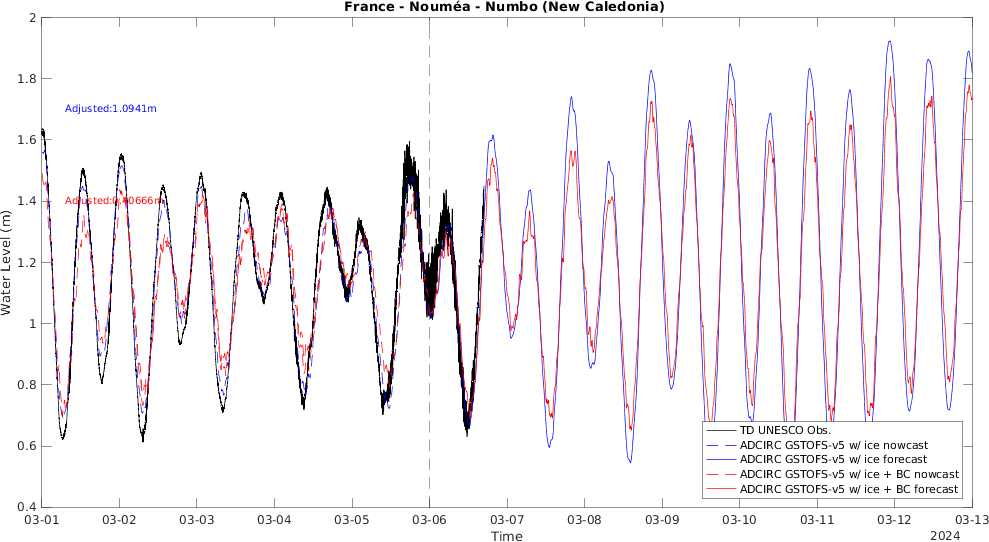 France - Nouméa - Numbo (New Caledonia)
Water Level (m)
2
1.8
1.6
1.4
1.2
1
0.8
0.6
0.4
Adjusted:1.0941m
TD UNESCO Obs.
ADCIRC GSTOFS-v5 w/ ice nowcast
ADCIRC GSTOFS-v5 w/ ice forecast
ADCIRC GSTOFS-v5 w/ ice + BC nowcast
ADCIRC GSTOFS-v5 w/ ice + BC forecast
03-01 03-02 03-03 03-04 03-05 03-06 03-07 03-08 03-09 03-10 03-11 03-12 03-13
Time
2024